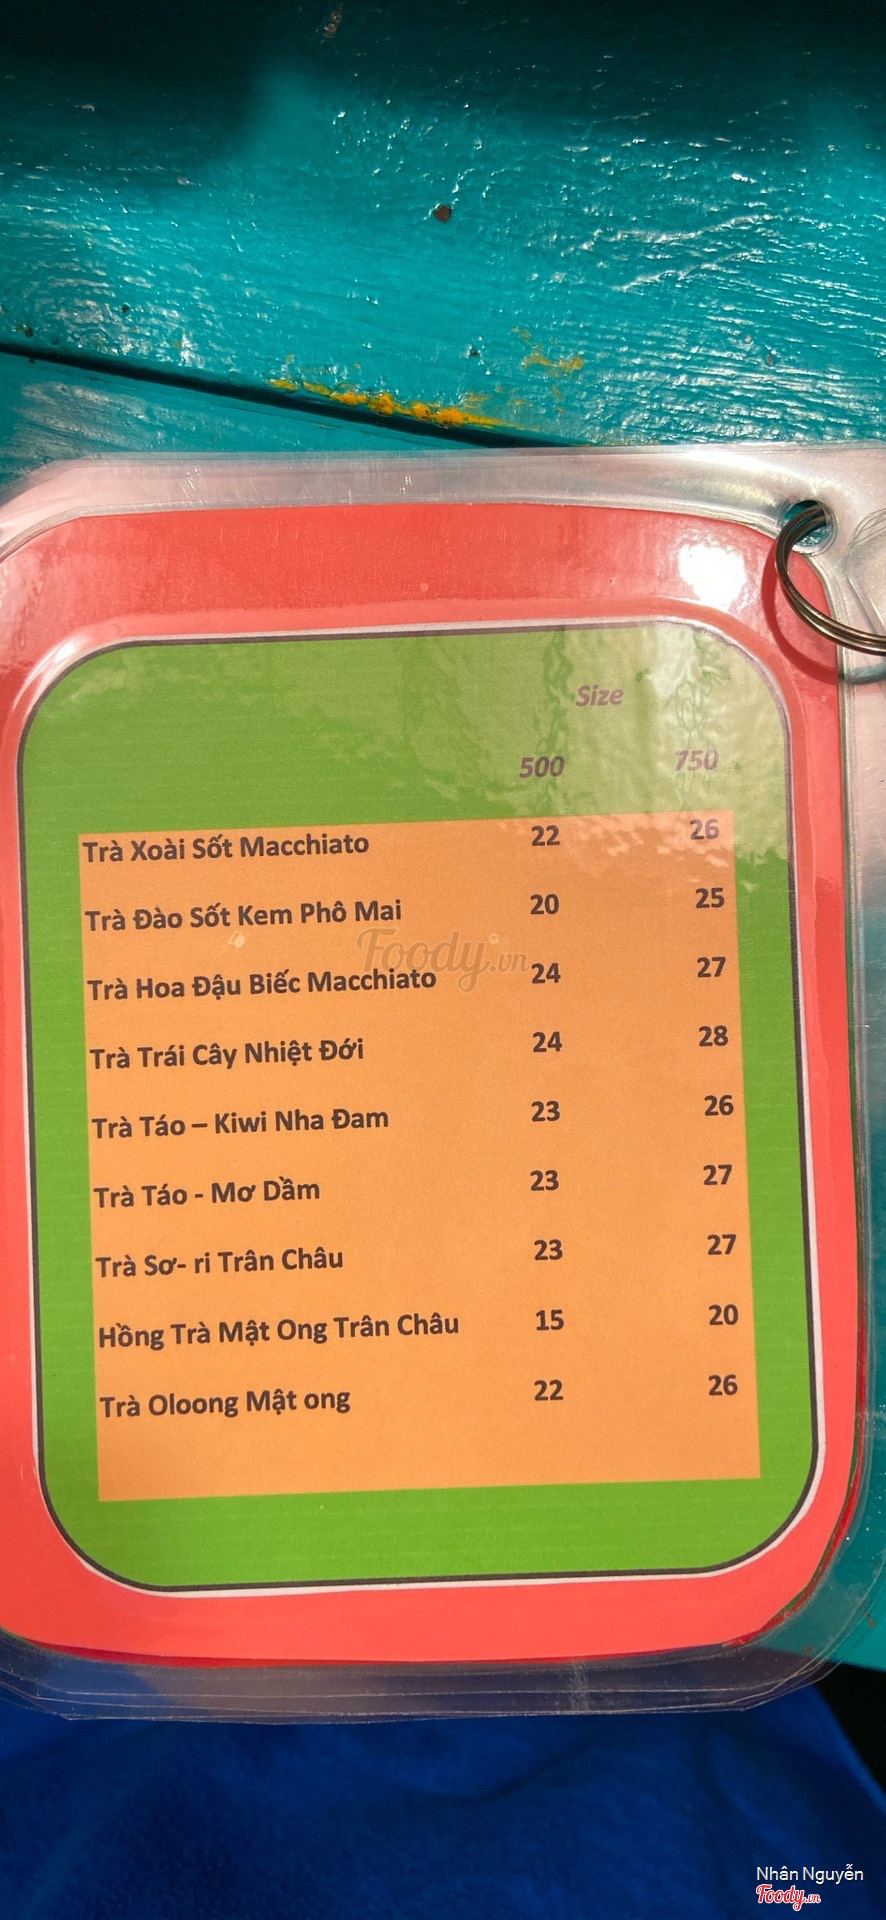 Size
500 750
Trà Xoài Sốt Macchiato 22 26
Trà Đào Sốt Kem Phô Mai 20 25
Foody.vn
Trà Hoa Đậu Biếc Macchiato 24 27
Trà Trái Cây Nhiệt Đới 24 28
Trà Táo – Kiwi Nha Đam 23 26
Trà Táo - Mơ Dầm 23 27
Trà Sơ- ri Trân Châu 23 27
Hồng Trà Mật Ong Trân Châu 15 20
Trà Oloong Mật ong 22 26
Nhân Nguyễn
Foody.vn